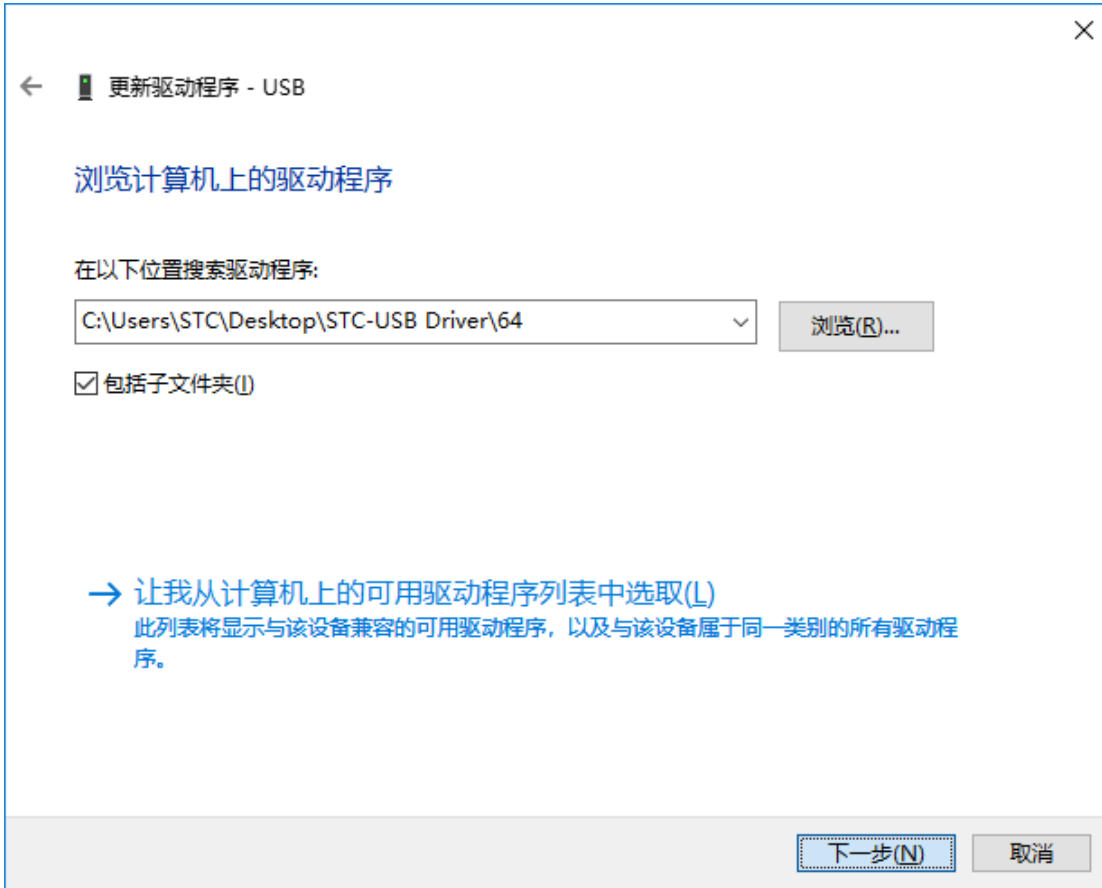 更新驱动程序 - USB
浏览计算机上的驱动程序
在以下位置搜索驱动程序:
C:\Users\STC\Desktop\STC-USB Driver\64
浏览(R)...
包括子文件夹(I)
让我从计算机上的可用驱动程序列表中选取(L)
此列表将显示与该设备兼容的可用驱动程序，以及与该设备属于同一类别的所有驱动程
序。
下一步(N)
取消